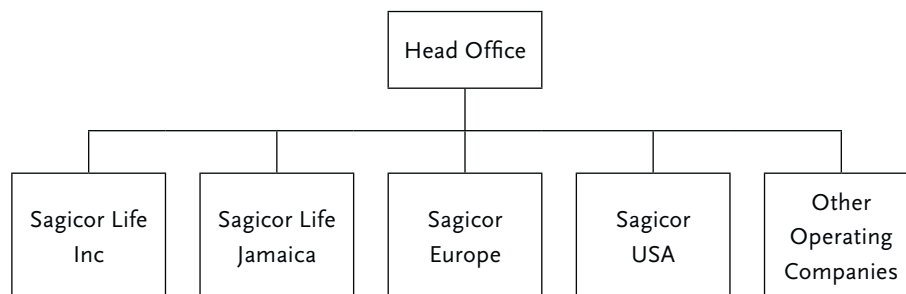 Head Office
Sagicor Life
Inc
Sagicor Life
Jamaica
Sagicor
Europe
Sagicor
USA
Other
Operating
Companies